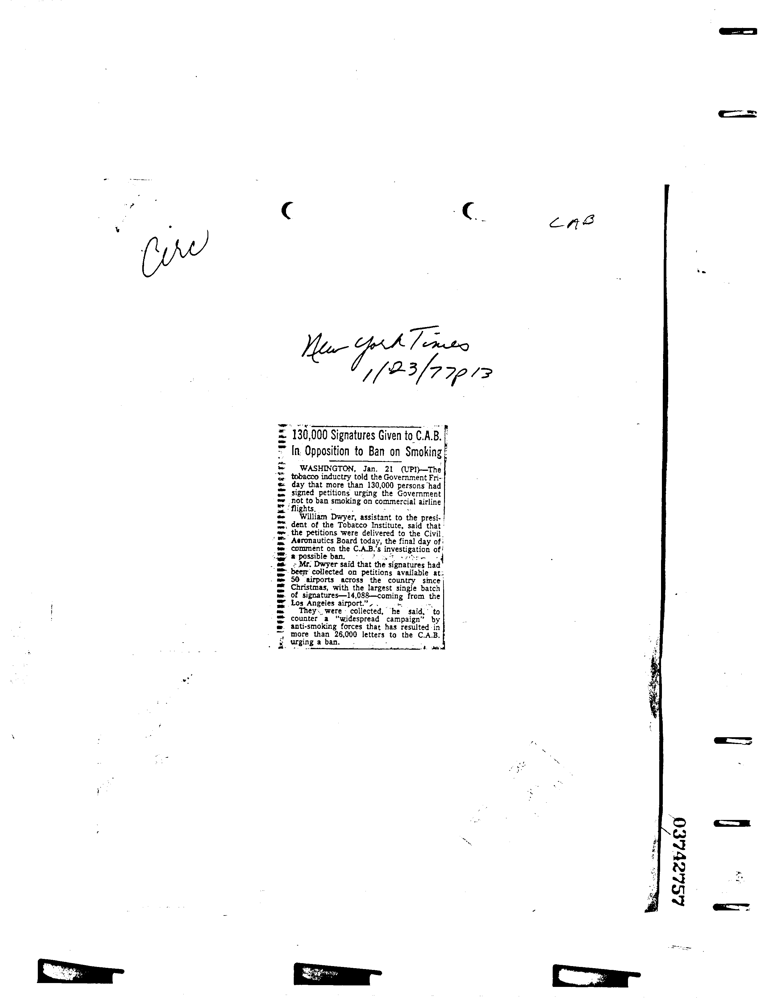 CAB
Circ
New York Times
1/23/77 p 13
130,000 Signatures Given to C.A.B.
In Opposition to Ban on Smoking
WASHINGTON, Jan. 21 (UPI)—The
tobacco inductry told the Government Fri-
day that more than 130,000 persons had
signed petitions urging the Government
not to ban smoking on commercial airline
flights.
William Dwyer, assistant to the presi-
dent of the Tobacco Institute, said that
the petitions were delivered to the Civil
Aeronautics Board today, the final day of
comment on the C.A.B.'s investigation of
a possible ban.
Mr. Dwyer said that the signatures had
been collected on petitions available at
50 airports across the country since
Christmas, with the largest single batch
of signatures—14,088—coming from the
Los Angeles airport."
They were collected, he said, to
counter a "widespread campaign" by
anti-smoking forces that has resulted in
more than 26,000 letters to the C.A.B.
urging a ban.
03742757